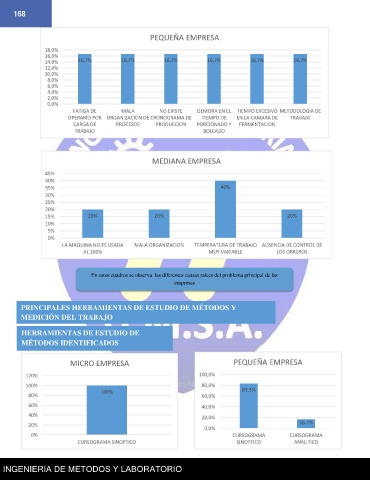 168
PEQUEÑA EMPRESA
18,0%
16,0%
14,0%
12,0%
10,0%
8,0%
6,0%
4,0%
2,0%
0,0%
16,7% 16,7% 16,7% 16,7% 16,7% 16,7%
FATIGA DE OPERARIO POR CARGA DE TRABAJO
MALA ORGANIZACIÓN DE PROCESOS
NO EXISTE CRONOGRAMA DE PRODUCCION
DEMORA EN EL TIEMPO DE PORCIONADO Y BOLEADO
TIEMPO EXCESIVO EN LA CAMARA DE FERMENTACION
METODOLOGIA DE TRABAJO
MEDIANA EMPRESA
45%
40%
35%
30%
25%
20%
15%
10%
5%
0%
20% 20% 40% 20%
LA MAQUINA NO ES USADA AL 100%
MALA ORGANIZACION
TEMPERATURA DE TRABAJO MUY VARIABLE
AUSENCIA DE CONTROL DE LOS OBREROS
En estos cuadros se observa las diferentes causas raíces del problema principal de las
empresas
PRINCIPALES HERRAMIENTAS DE ESTUDIO DE MÉTODOS Y
MEDICIÓN DEL TRABAJO
HERRAMIENTAS DE ESTUDIO DE
MÉTODOS IDENTIFICADOS
MICRO EMPRESA
120%
100%
80%
60%
40%
20%
0%
100%
CURSOGRAMA SINOPTICO
PEQUEÑA EMPRESA
100,0%
80,0%
60,0%
40,0%
20,0%
0,0%
83,3%
16,7%
CURSOGRAMA SINOPTICO
CURSOGRAMA ANALITICO
INGENIERIA DE METODOS Y LABORATORIO